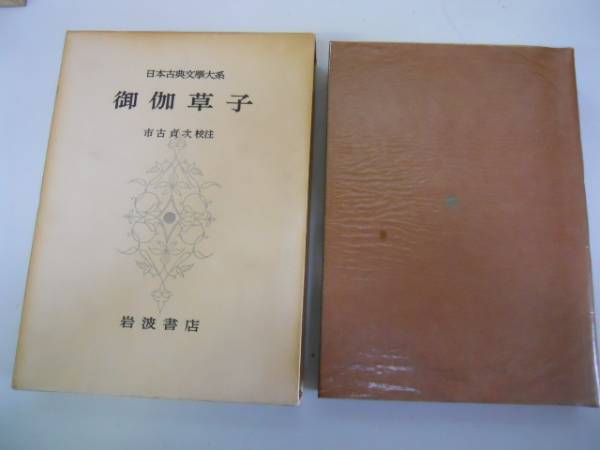 日本古典文學大系
御伽草子
市古貞次校注
岩波書店